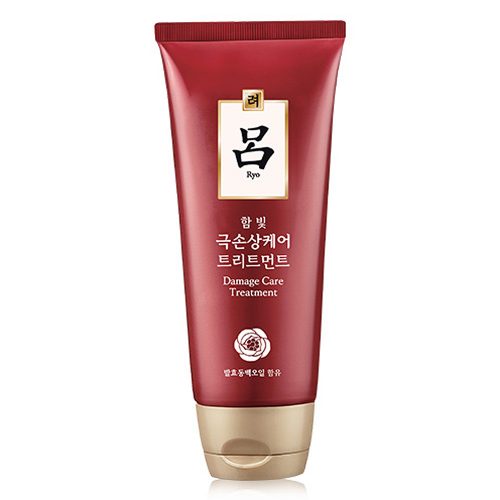 려
呂
Ryo
함빛
극손상케어
트리트먼트
Damage Care
Treatment
발효동백오일 함유